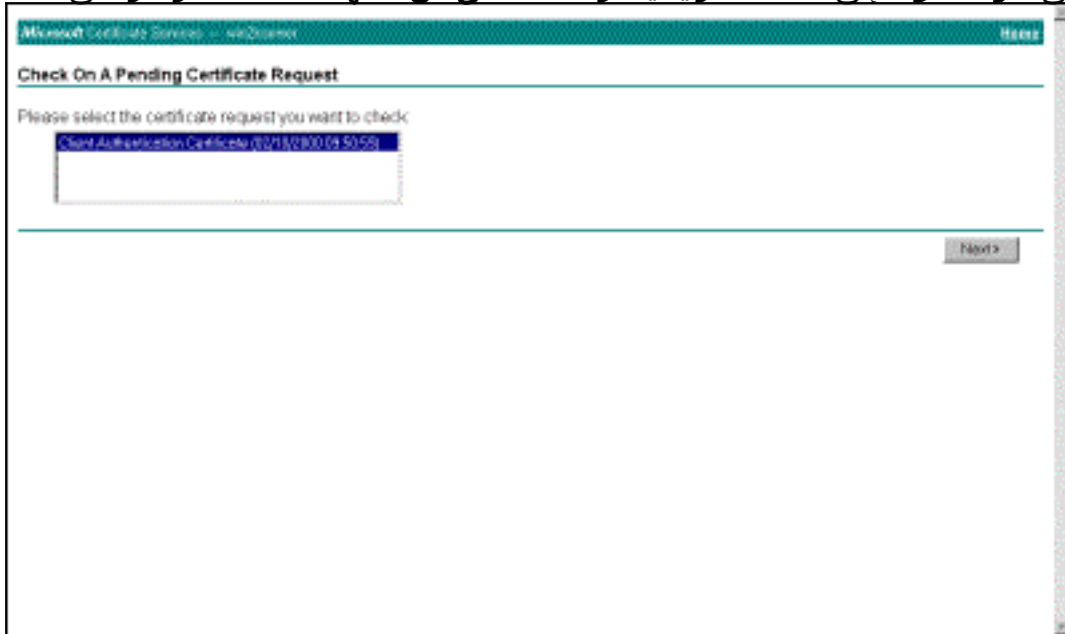 Microsoft Certificate Services -- win2kserver Home
Check On A Pending Certificate Request
Please select the certificate request you want to check:
Client Authentication Certificate (02/18/2000 09:50:59)
Next >